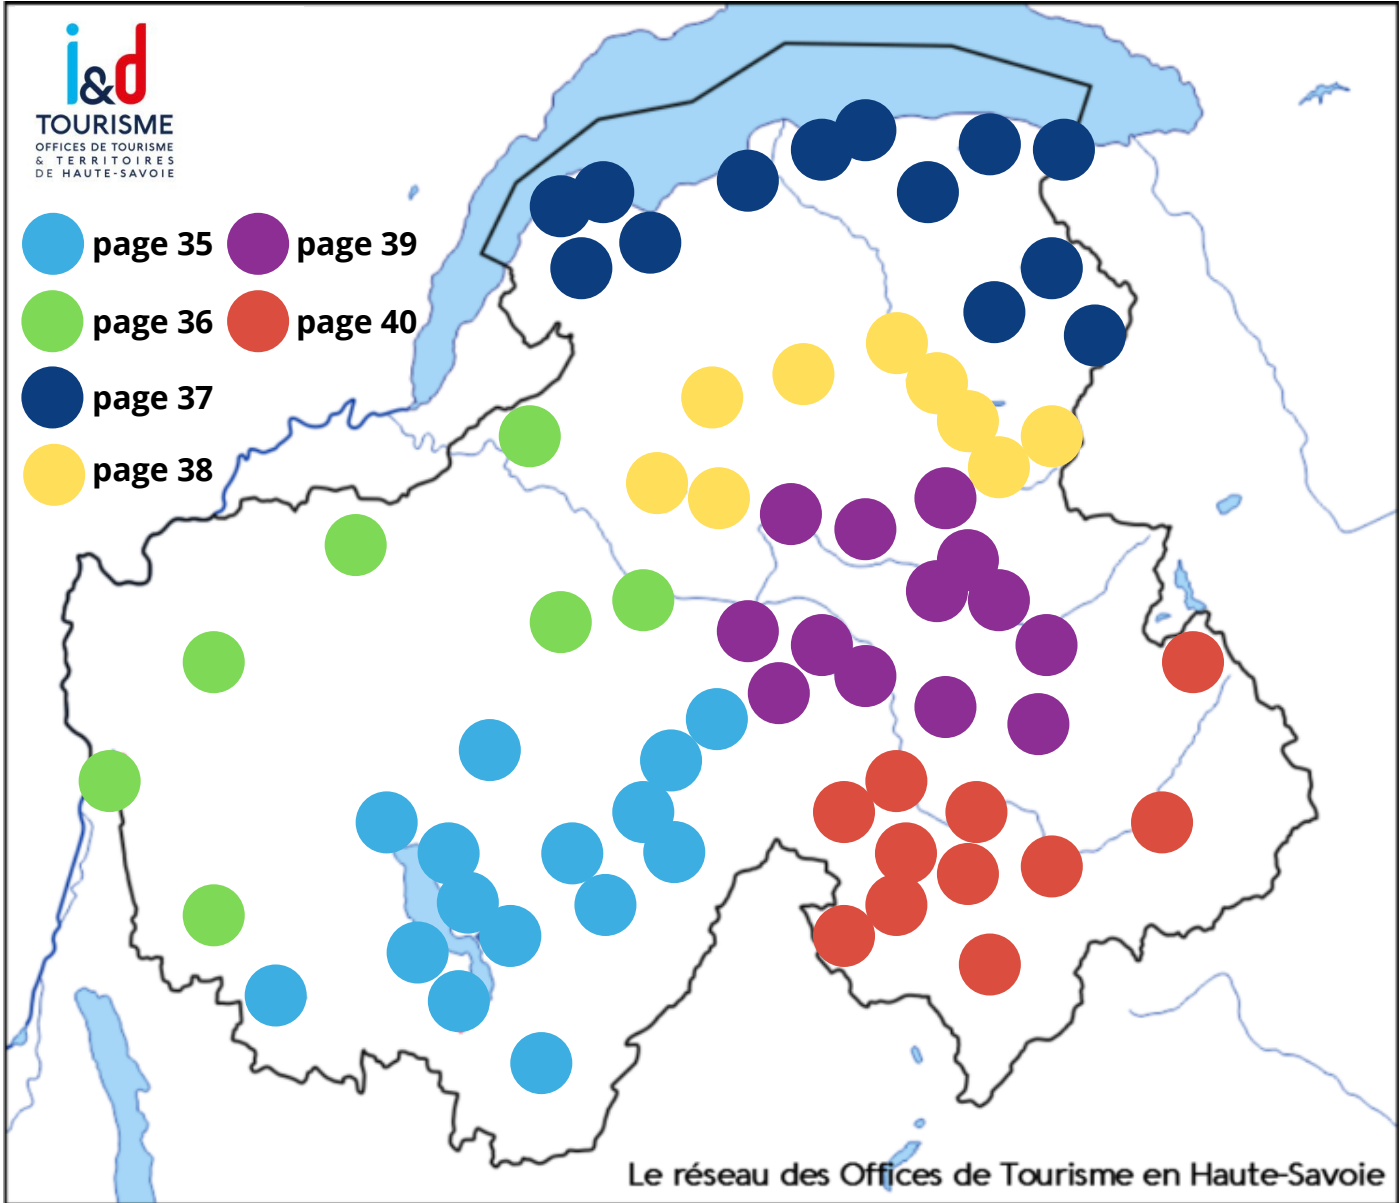 i&d
TOURISME
OFFICES DE TOURISME
& TERRITOIRES
DE HAUTE-SAVOIE
page 35
page 39
page 36
page 40
page 37
page 38
Le réseau des Offices de Tourisme en Haute-Savoie